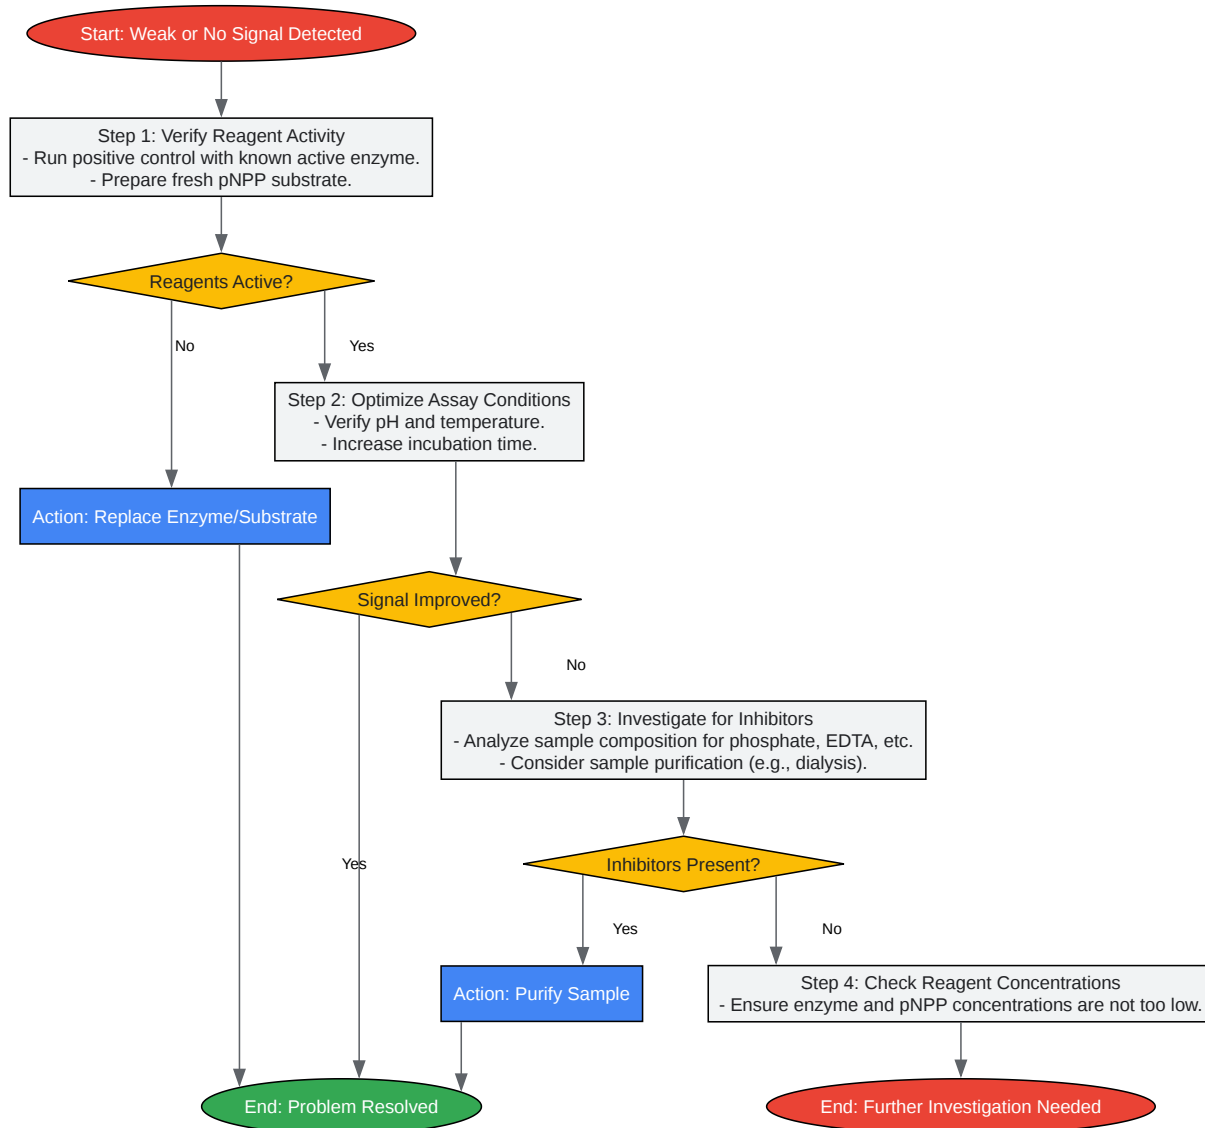 Start: Weak or No Signal Detected
Step 1: Verify Reagent Activity
- Run positive control with known active enzyme.
- Prepare fresh pNPP substrate.
Reagents Active?
No
Yes
Step 2: Optimize Assay Conditions
- Verify pH and temperature.
- Increase incubation time.
Action: Replace Enzyme/Substrate
Signal Improved?
No
Step 3: Investigate for Inhibitors
- Analyze sample composition for phosphate, EDTA, etc.
- Consider sample purification (e.g., dialysis).
Yes
Inhibitors Present?
Yes
No
Action: Purify Sample
Step 4: Check Reagent Concentrations
- Ensure enzyme and pNPP concentrations are not too low.
End: Problem Resolved
End: Further Investigation Needed